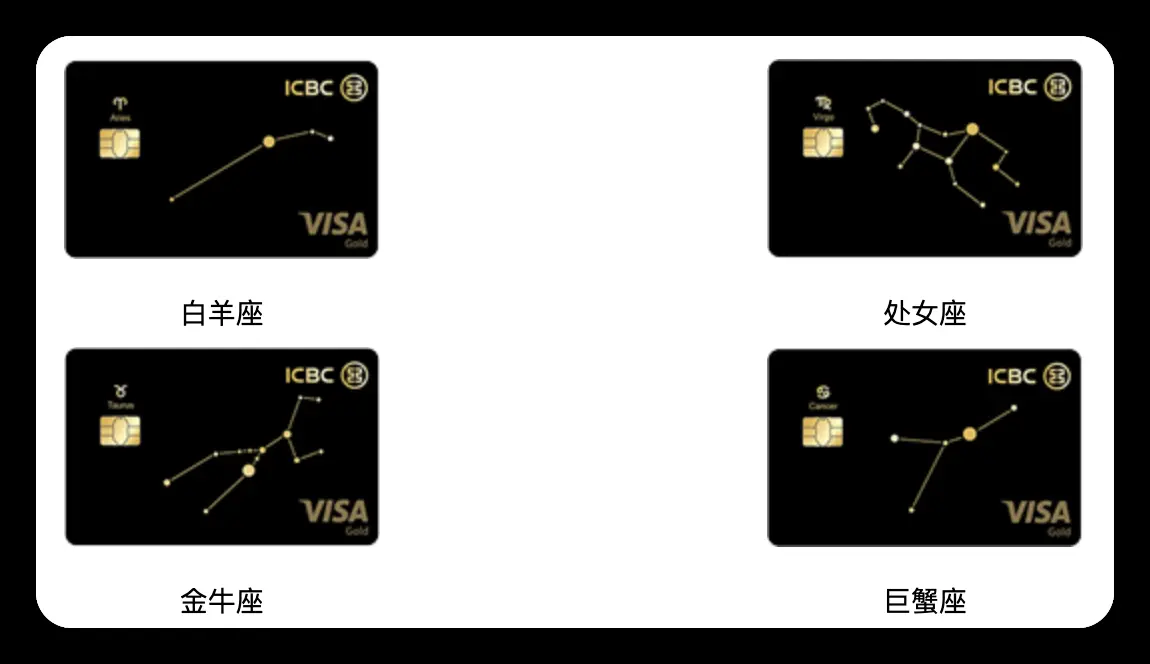 ICBC
Aries
VISA
Gold
白羊座
ICBC
Virgo
VISA
Gold
处女座
ICBC
Taurus
VISA
Gold
金牛座
ICBC
Cancer
VISA
Gold
巨蟹座